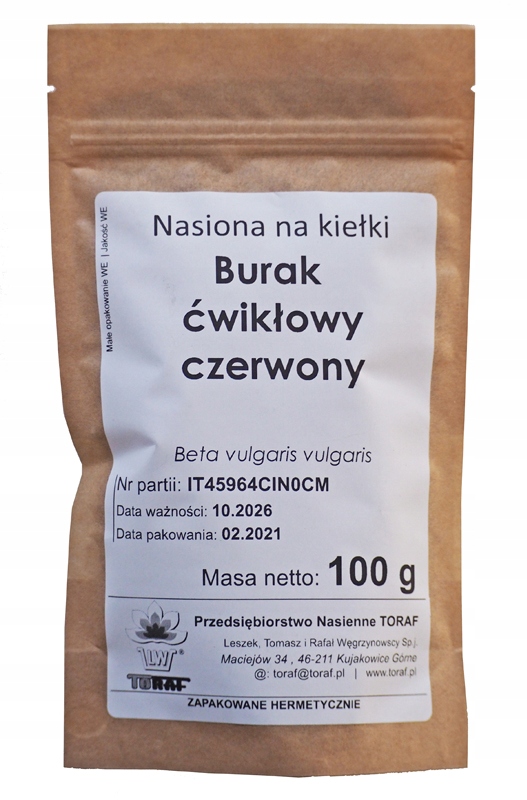 Małe opakowanie WE | Jakość WE
Nasiona na kiełki
Burak
ćwikłowy
czerwony
Beta vulgaris vulgaris
Nr partii: IT45964CIN0CM
Data ważności: 10.2026
Data pakowania: 02.2021
Masa netto: 100 g
Przedsiębiorstwo Nasienne TORAF
Leszek, Tomasz i Rafał Węgrzynowscy Sp.j.
Maciejów 34 , 46-211 Kujakowice Górne
@: toraf@toraf.pl | www.toraf.pl
LW ®
TORAF
ZAPAKOWANE HERMETYCZNIE